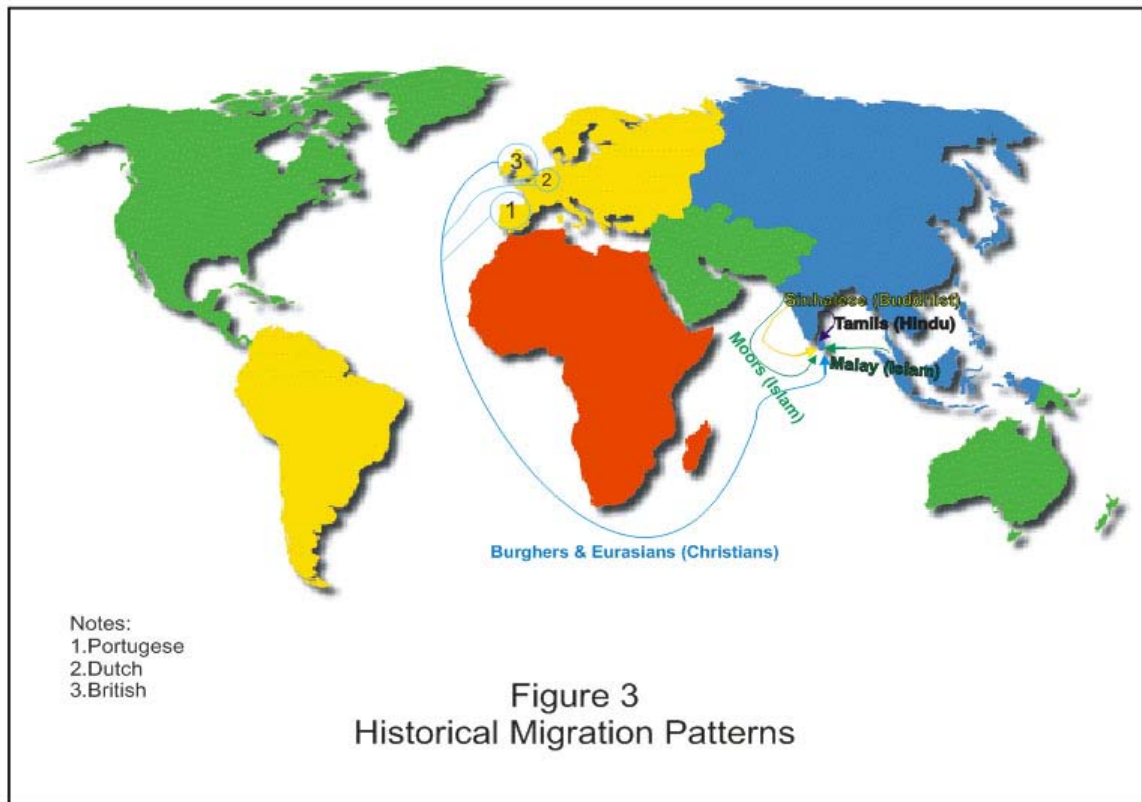 3
2
1
Sinhalese (Buddhist)
Tamils (Hindu)
Moors (Islam)
Malay (Islam)
Burghers & Eurasians (Christians)
Notes:
1.Portugese
2.Dutch
3.British
Figure 3
Historical Migration Patterns